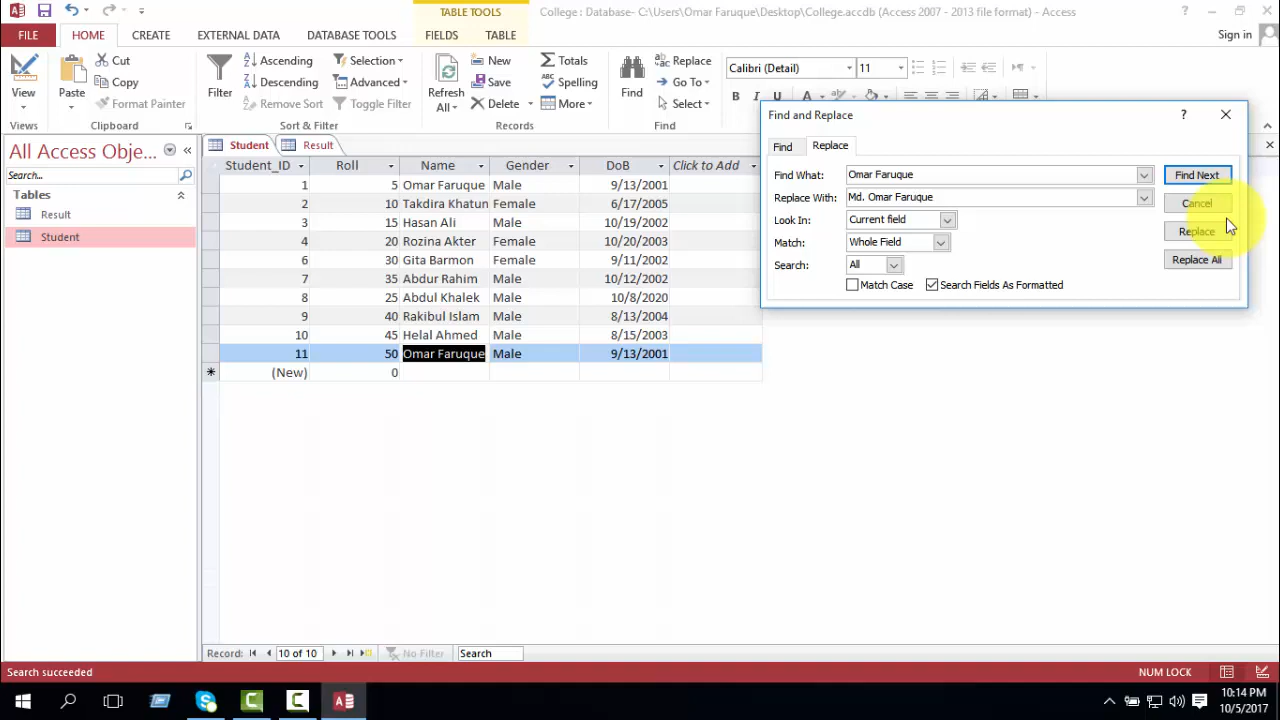 TABLE TOOLS
College : Database- C:\Users\Omar Faruque\Desktop\College.accdb (Access 2007 - 2013 file format) - Access
FILE HOME CREATE EXTERNAL DATA DATABASE TOOLS FIELDS TABLE Sign in
View
Views
Paste
Cut
Copy
Format Painter
Clipboard
Filter
Ascending
Descending
Remove Sort
Selection
Advanced
Toggle Filter
Sort & Filter
Refresh
All
New
Save
Delete
Totals
Spelling
More
Records
Find
Replace
Go To
Select
Find
Calibri (Detail) 11
B I U A
All Access Obje...
Search...
Tables
Result
Student
Student Result
Student_ID Roll Name Gender DoB Click to Add
1 5 Omar Faruque Male 9/13/2001
2 10 Takdira Khatun Female 6/17/2005
3 15 Hasan Ali Male 10/19/2002
4 20 Rozina Akter Female 10/20/2003
6 30 Gita Barmon Female 9/11/2002
7 35 Abdur Rahim Male 10/12/2002
8 25 Abdul Khalek Male 10/8/2020
9 40 Rakibul Islam Male 8/13/2004
10 45 Helal Ahmed Male 8/15/2003
11 50 Omar Faruque Male 9/13/2001
(New) 0
Find and Replace
Find Replace
Find What: Omar Faruque Find Next
Replace With: Md. Omar Faruque Cancel
Look In: Current field
Replace
Match: Whole Field
Search: All Replace All
Match Case Search Fields As Formatted
Record: 10 of 10 No Filter Search
Search succeeded NUM LOCK
10:14 PM
10/5/2017